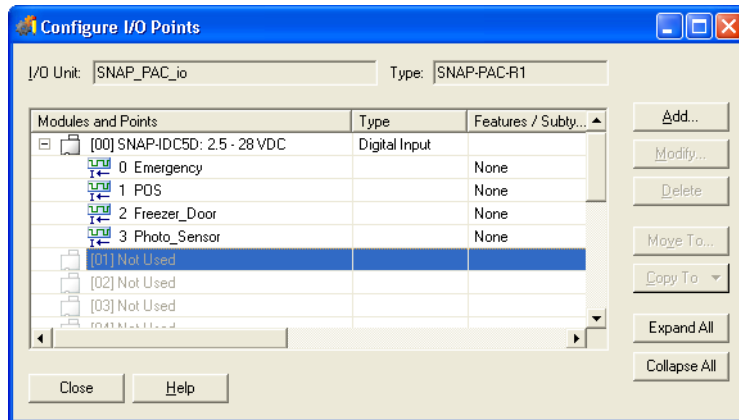 Configure I/O Points
I/O Unit: SNAP_PAC_io Type: SNAP-PAC-R1
Modules and Points Type Features / Subty...
[00] SNAP-IDC5D: 2.5 - 28 VDC Digital Input
0 Emergency None
1 POS None
2 Freezer_Door None
3 Photo_Sensor None
[01] Not Used
[02] Not Used
[03] Not Used
[04] Not Used
Add...
Modify...
Delete
Move To...
Copy To
Expand All
Collapse All
Close Help